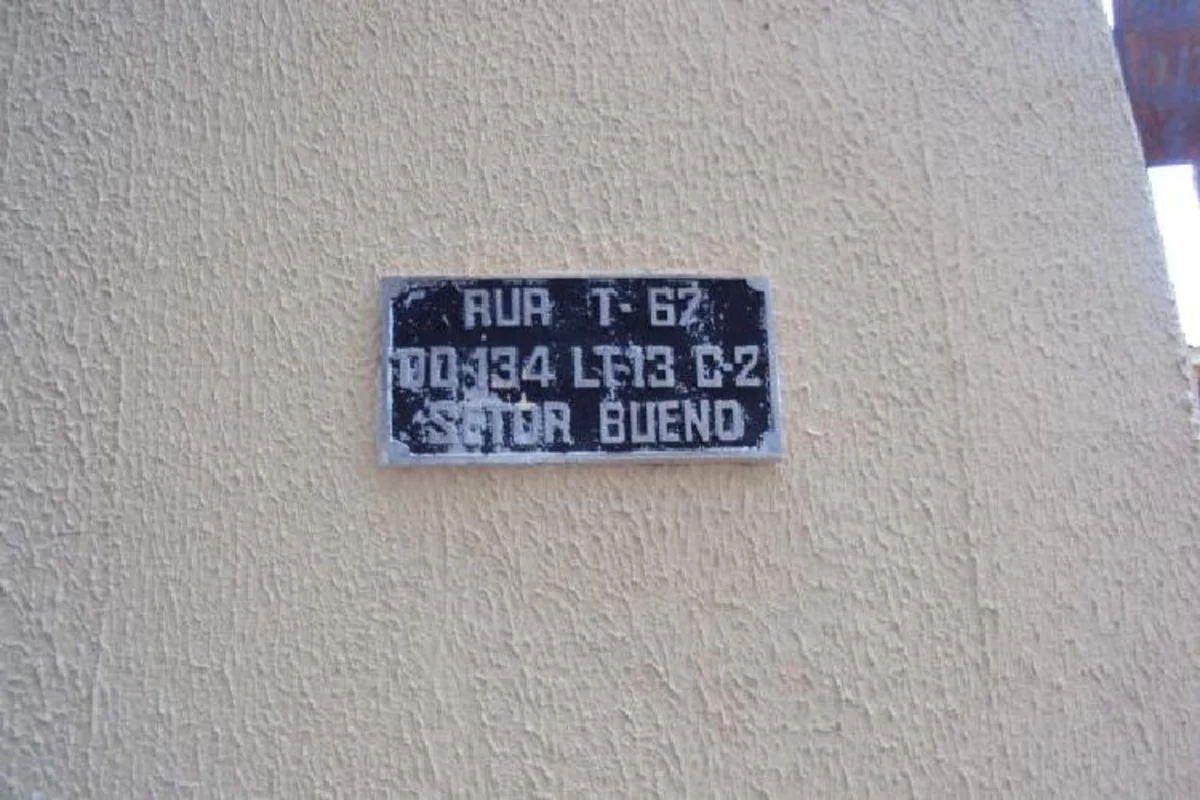 RUA T-62
QD-134 LT-13 C-2
SETOR BUENO